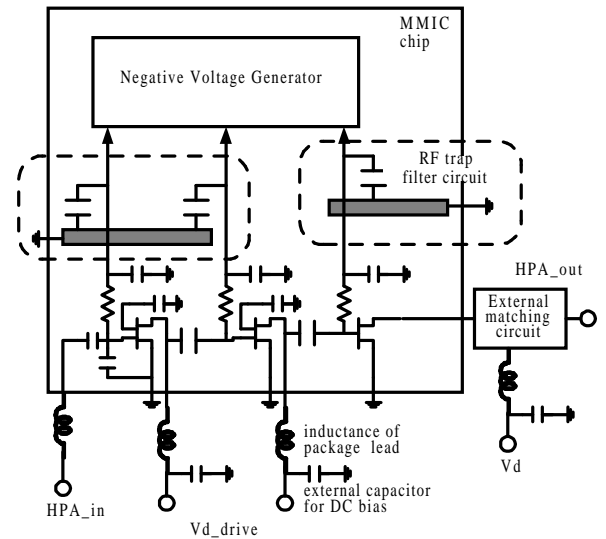 MMIC
chip
Negative Voltage Generator
RF trap
filter circuit
HPA_out
External
matching
circuit
inductance of
package lead
Vd
external capacitor
for DC bias
HPA_in
Vd_drive